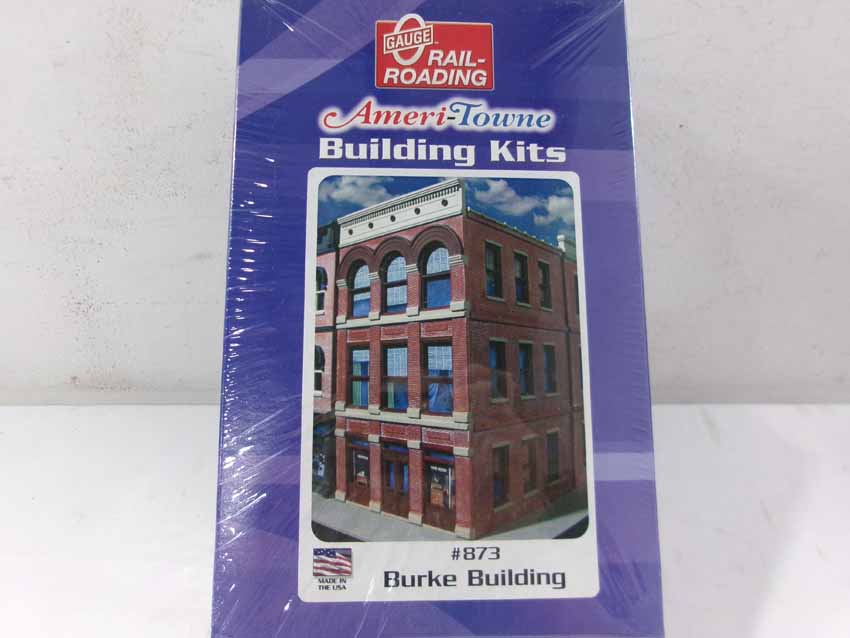 GAUGE
RAIL-
ROADING
Ameri-Towne
Building Kits
#873
Burke Building
MADE IN
THE USA